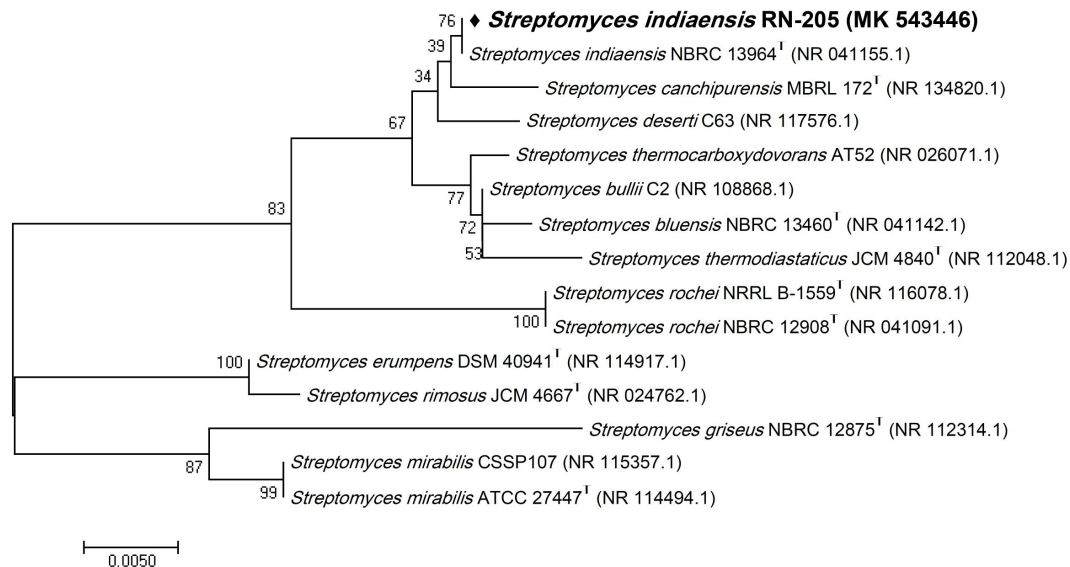 76 ♦ Streptomyces indiaensis RN-205 (MK 543446)
39
Streptomyces indiaensis NBRC 13964T (NR 041155.1)
34
Streptomyces canchipurensis MBRL 172T (NR 134820.1)
67
Streptomyces deserti C63 (NR 117576.1)
Streptomyces thermocarboxydovorans AT52 (NR 026071.1)
77
Streptomyces bullii C2 (NR 108868.1)
83
72
Streptomyces bluensis NBRC 13460T (NR 041142.1)
53
Streptomyces thermodiastaticus JCM 4840T (NR 112048.1)
Streptomyces rochei NRRL B-1559T (NR 116078.1)
100
Streptomyces rochei NBRC 12908T (NR 041091.1)
100 Streptomyces erumpens DSM 40941T (NR 114917.1)
Streptomyces rimosus JCM 4667T (NR 024762.1)
Streptomyces griseus NBRC 12875T (NR 112314.1)
87
Streptomyces mirabilis CSSP107 (NR 115357.1)
99
Streptomyces mirabilis ATCC 27447T (NR 114494.1)
0.0050